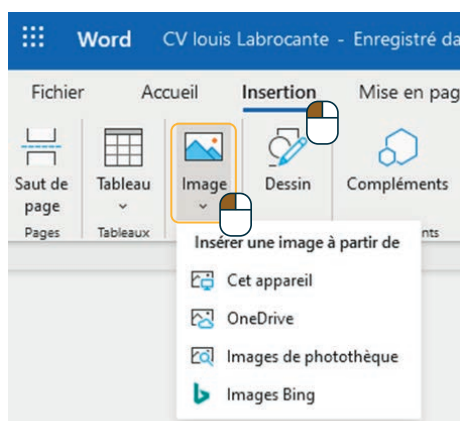 Word CV louis Labrocante - Enregistré da
Fichier Accueil Insertion Mise en pag
Saut de page Tableau Image Dessin Compléments
Pages Tableaux nts
Insérer une image à partir de
Cet appareil
OneDrive
Images de photothèque
Images Bing